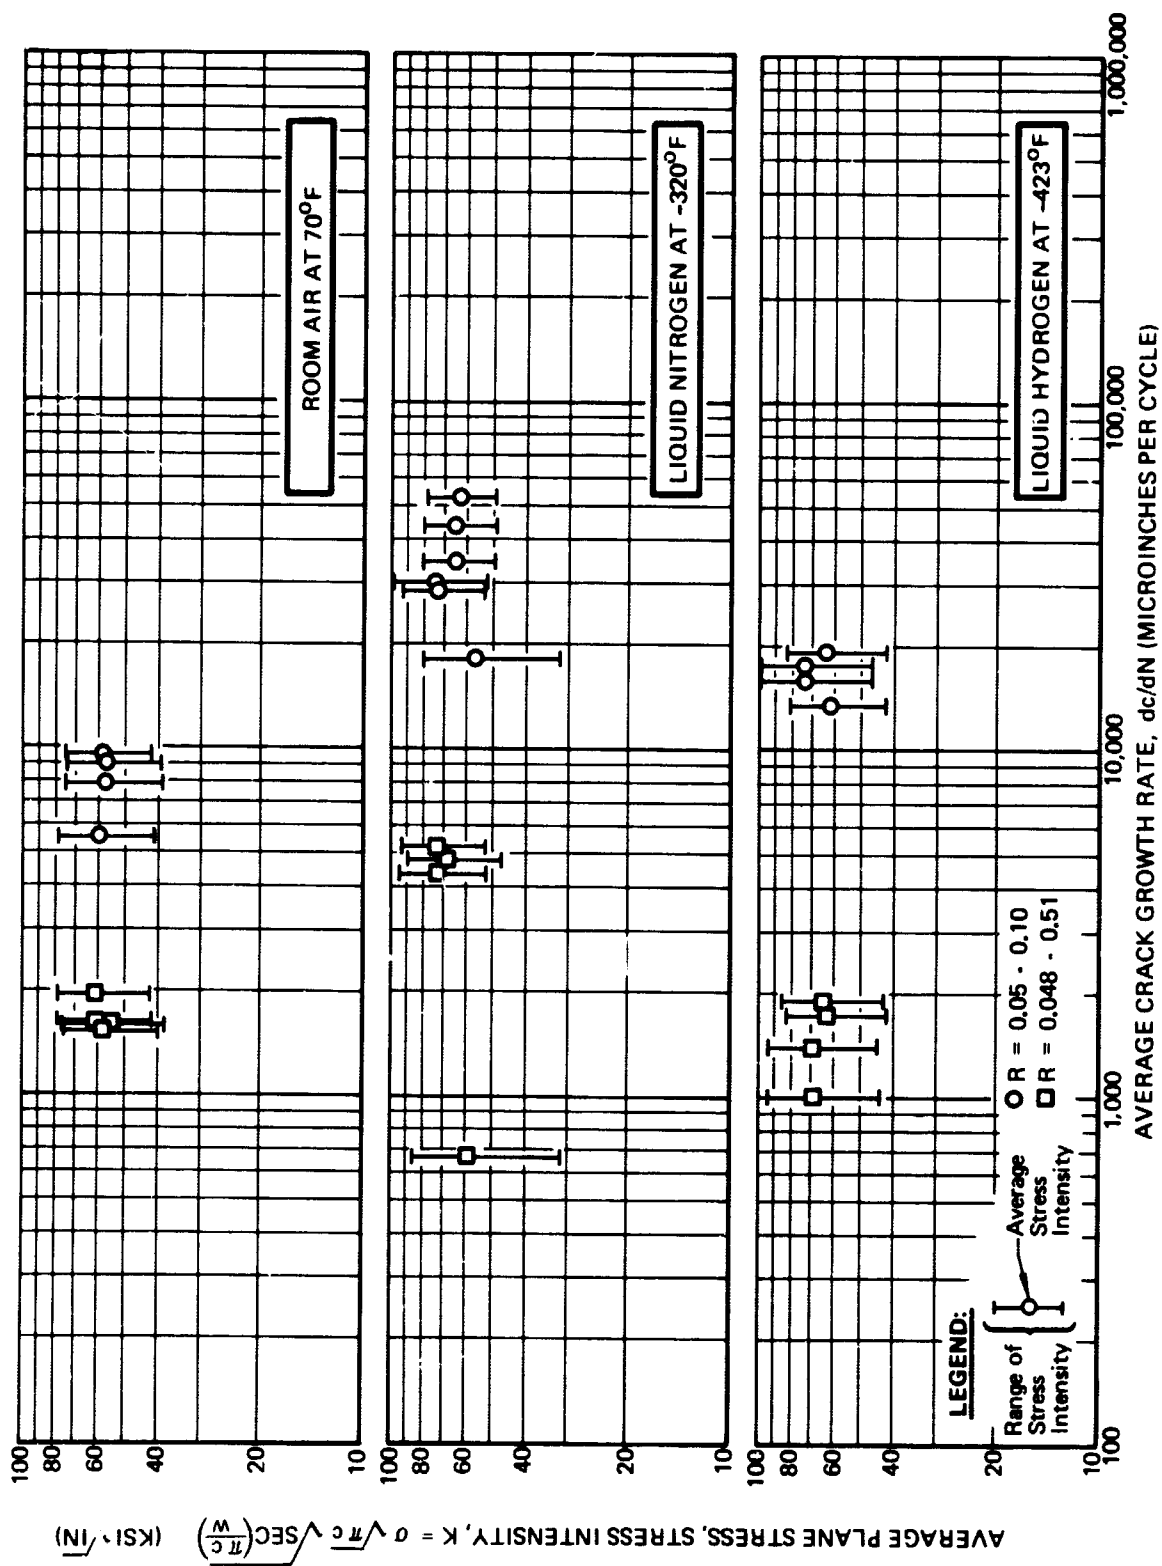 AVERAGE PLANE STRESS, STRESS INTENSITY, K = σ √πc √SEC(πc/W) (KSI √IN)
100
80
60
40
20
10
ROOM AIR AT 70°F
100
80
60
40
20
10
LIQUID NITROGEN AT -320°F
100
80
60
40
20
10
LIQUID HYDROGEN AT -423°F
LEGEND:
Range of
Stress
Intensity
Average
Stress
Intensity
R = 0.05 - 0.10
R = 0.048 - 0.51
100
1,000
10,000
100,000
1,000,000
AVERAGE CRACK GROWTH RATE, dc/dN (MICROINCHES PER CYCLE)